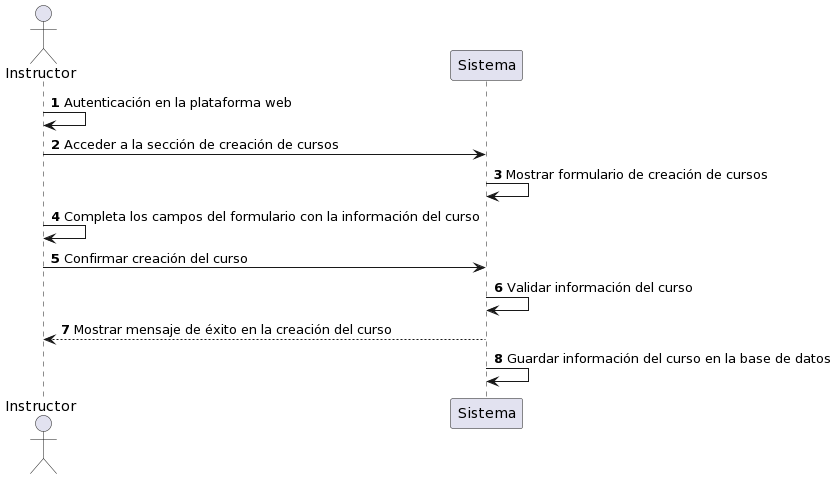 Instructor
Sistema
1 Autenticación en la plataforma web
2 Acceder a la sección de creación de cursos
3 Mostrar formulario de creación de cursos
4 Completa los campos del formulario con la información del curso
5 Confirmar creación del curso
6 Validar información del curso
7 Mostrar mensaje de éxito en la creación del curso
8 Guardar información del curso en la base de datos
Instructor
Sistema